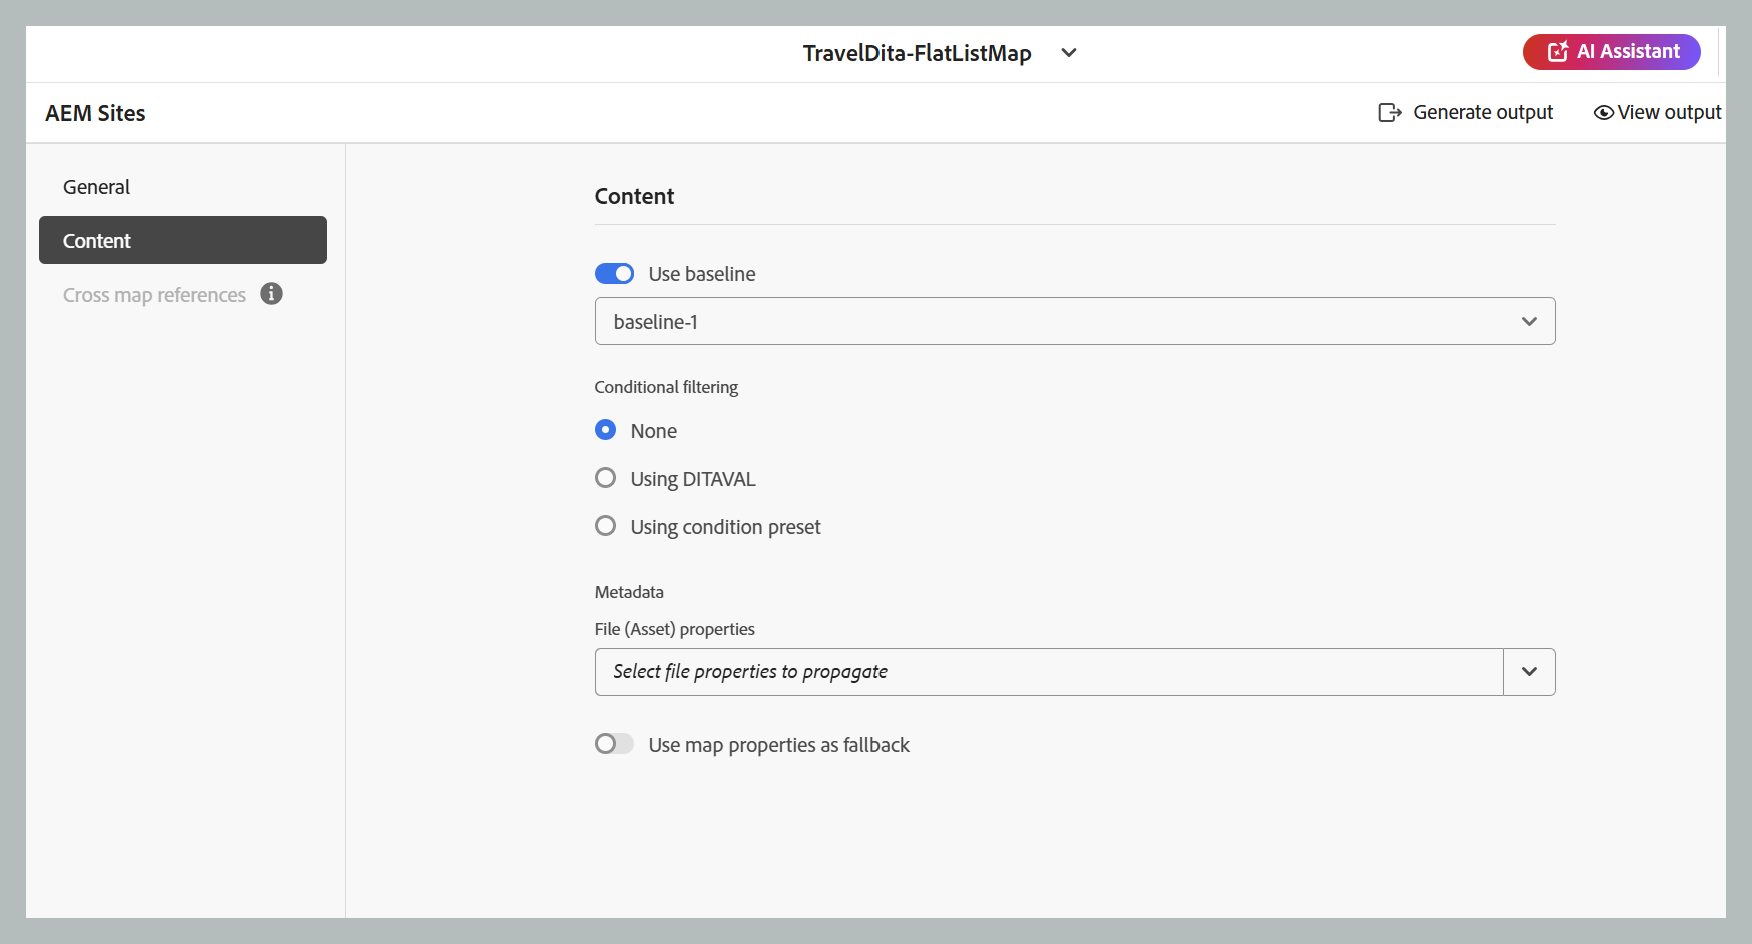 TravelDita-FlatListMap
AI Assistant
AEM Sites
Generate output
View output
General
Content
Cross map references
Content
Use baseline
baseline-1
Conditional filtering
None
Using DITAVAL
Using condition preset
Metadata
File (Asset) properties
Select file properties to propagate
Use map properties as fallback